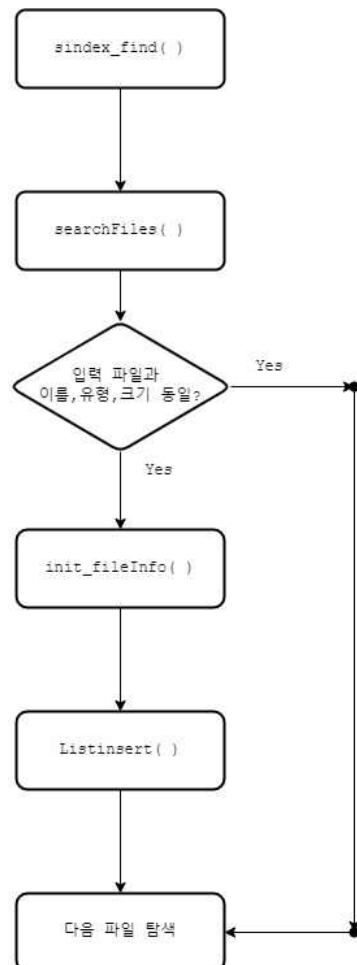 sindex_find( )
searchFiles( )
입력 파일과
이름,유형,크기 동일?
Yes
Yes
init_fileInfo( )
Listinsert( )
다음 파일 탐색